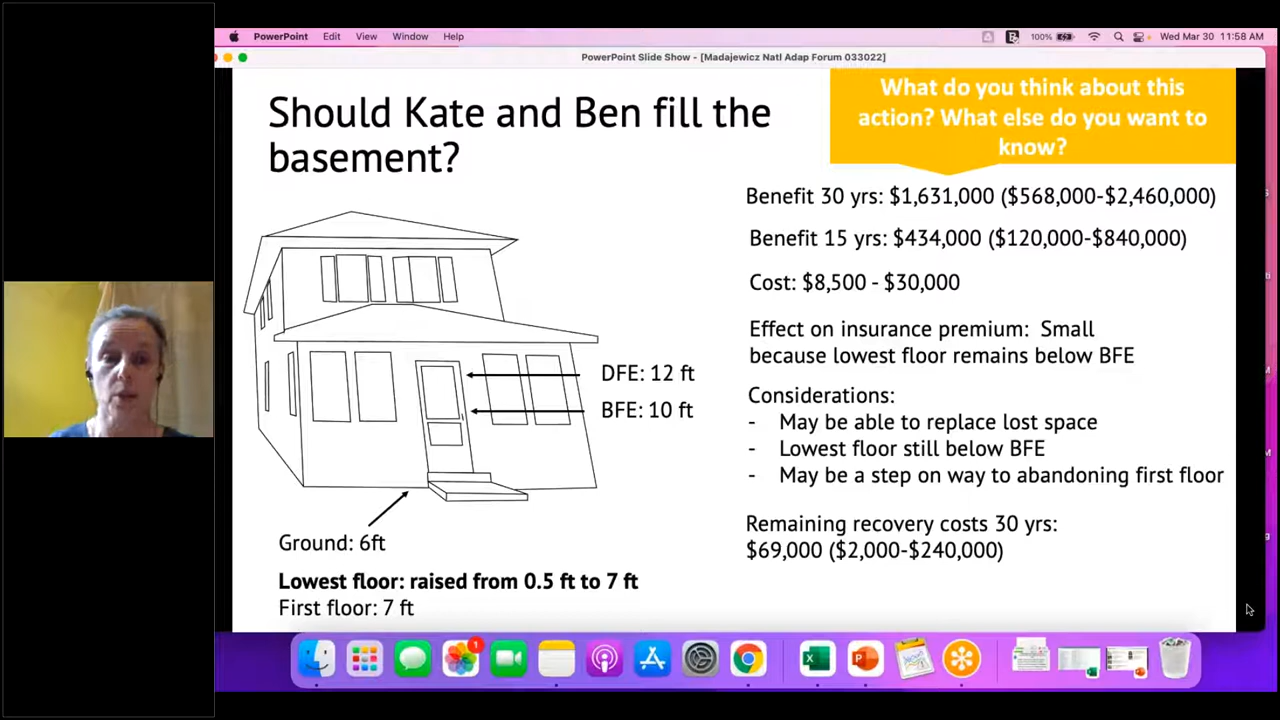 PowerPoint Edit View Window Help
100% Wed Mar 30 11:58 AM
PowerPoint Slide Show - [Madajewicz Natl Adap Forum 033022]
Should Kate and Ben fill the
basement?
What do you think about this
action? What else do you want to
know?
Benefit 30 yrs: $1,631,000 ($568,000-$2,460,000)
Benefit 15 yrs: $434,000 ($120,000-$840,000)
Cost: $8,500 - $30,000
Effect on insurance premium: Small
because lowest floor remains below BFE
Considerations:
- May be able to replace lost space
- Lowest floor still below BFE
- May be a step on way to abandoning first floor
Remaining recovery costs 30 yrs:
$69,000 ($2,000-$240,000)
DFE: 12 ft
BFE: 10 ft
Ground: 6ft
Lowest floor: raised from 0.5 ft to 7 ft
First floor: 7 ft
1